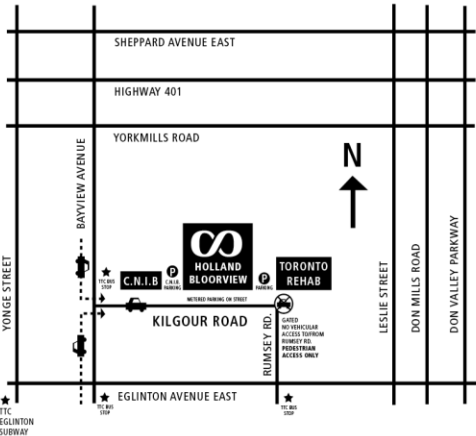 SHEPPARD AVENUE EAST
HIGHWAY 401
YORKMILLS ROAD
N
BAYVIEW AVENUE
YONGE STREET
LESLIE STREET
DON MILLS ROAD
DON VALLEY PARKWAY
TTC BUS
STOP
C.N.I.B
P
C.N.I.B.
PARKING
HOLLAND
BLOORVIEW
P
PARKING
TORONTO
REHAB
METERED PARKING ON STREET
KILGOUR ROAD
RUMSEY RD.
GATED
NO VEHICULAR
ACCESS TO/FROM
RUMSEY RD.
PEDESTRIAN
ACCESS ONLY
EGLINTON AVENUE EAST
TTC BUS
STOP
TTC BUS
STOP
TTC
EGLINTON
SUBWAY